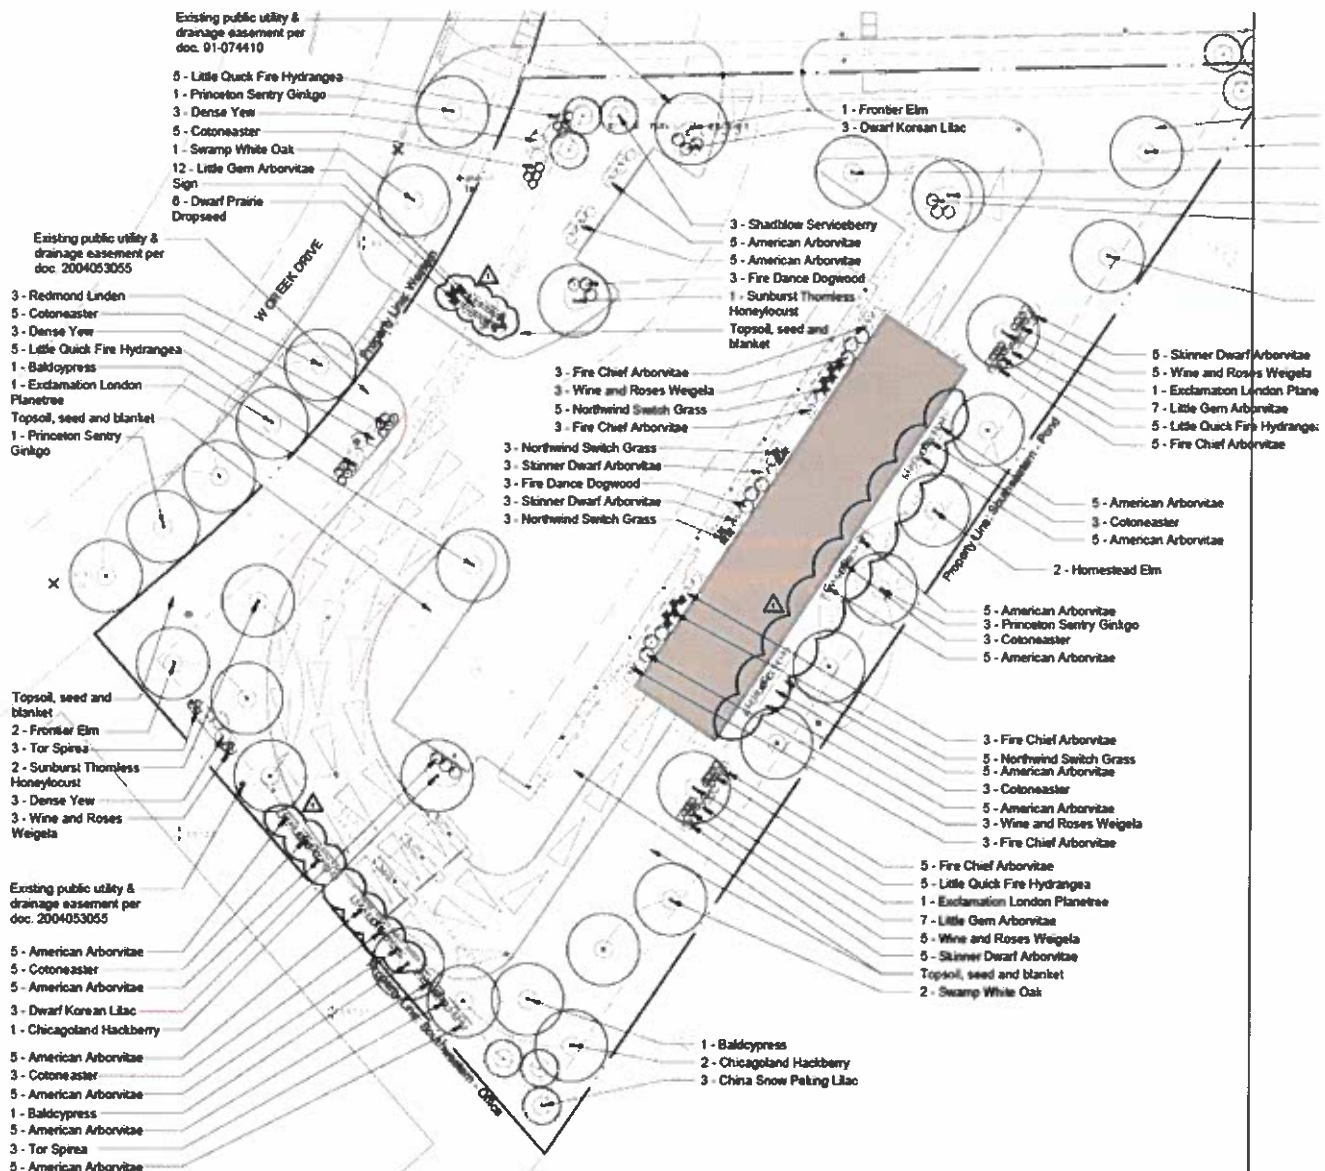 Existing public utility &
drainage easement per
doc. 91-074410
5 - Little Quick Fire Hydrangea
1 - Princeton Sentry Ginkgo
3 - Dense Yew
5 - Cotoneaster
1 - Swamp White Oak
12 - Little Gem Arborvitae
Sign
6 - Dwarf Prairie
Dropseed
Existing public utility &
drainage easement per
doc. 2004053055
3 - Redmond Linden
5 - Cotoneaster
3 - Dense Yew
5 - Little Quick Fire Hydrangea
1 - Baldcypress
1 - Exclamation London
Planetree
Topsoil, seed and blanket
1 - Princeton Sentry
Ginkgo
W CREEK DRIVE
Property Line: Western
1 - Frontier Elm
3 - Dwarf Korean Lilac
3 - Shadblow Serviceberry
5 - American Arborvitae
5 - American Arborvitae
3 - Fire Dance Dogwood
1 - Sunburst Thornless
Honeylocust
Topsoil, seed and
blanket
3 - Fire Chief Arborvitae
3 - Wine and Roses Weigela
5 - Northwind Switch Grass
3 - Fire Chief Arborvitae
3 - Northwind Switch Grass
3 - Skinner Dwarf Arborvitae
3 - Fire Dance Dogwood
3 - Skinner Dwarf Arborvitae
3 - Northwind Switch Grass
5 - Skinner Dwarf Arborvitae
5 - Wine and Roses Weigela
1 - Exclamation London Plane
7 - Little Gem Arborvitae
5 - Little Quick Fire Hydrangea
5 - Fire Chief Arborvitae
Property Line: Southeastern - Pond
5 - American Arborvitae
3 - Cotoneaster
5 - American Arborvitae
2 - Homestead Elm
5 - American Arborvitae
3 - Princeton Sentry Ginkgo
3 - Cotoneaster
5 - American Arborvitae
3 - Fire Chief Arborvitae
5 - Northwind Switch Grass
5 - American Arborvitae
3 - Cotoneaster
5 - American Arborvitae
3 - Wine and Roses Weigela
3 - Fire Chief Arborvitae
5 - Fire Chief Arborvitae
5 - Little Quick Fire Hydrangea
1 - Exclamation London Planetree
7 - Little Gem Arborvitae
5 - Wine and Roses Weigela
5 - Skinner Dwarf Arborvitae
Topsoil, seed and blanket
2 - Swamp White Oak
Topsoil, seed and
blanket
2 - Frontier Elm
3 - Tor Spirea
2 - Sunburst Thornless
Honeylocust
3 - Dense Yew
3 - Wine and Roses
Weigela
Existing public utility &
drainage easement per
doc. 2004053055
5 - American Arborvitae
5 - Cotoneaster
5 - American Arborvitae
3 - Dwarf Korean Lilac
1 - Chicagoland Hackberry
5 - American Arborvitae
3 - Cotoneaster
5 - American Arborvitae
1 - Baldcypress
5 - American Arborvitae
3 - Tor Spirea
5 - American Arborvitae
Property Line: Southwestern - Office
1 - Baldcypress
2 - Chicagoland Hackberry
3 - China Snow Peking Lilac